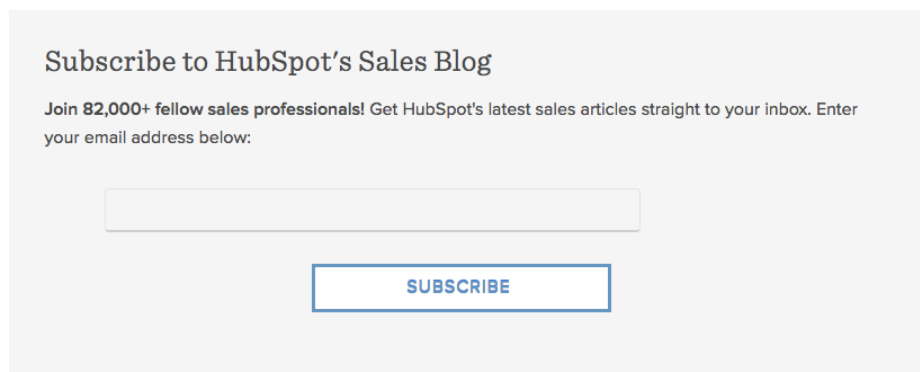 Subscribe to HubSpot's Sales Blog
Join 82,000+ fellow sales professionals! Get HubSpot's latest sales articles straight to your inbox. Enter
your email address below:
SUBSCRIBE